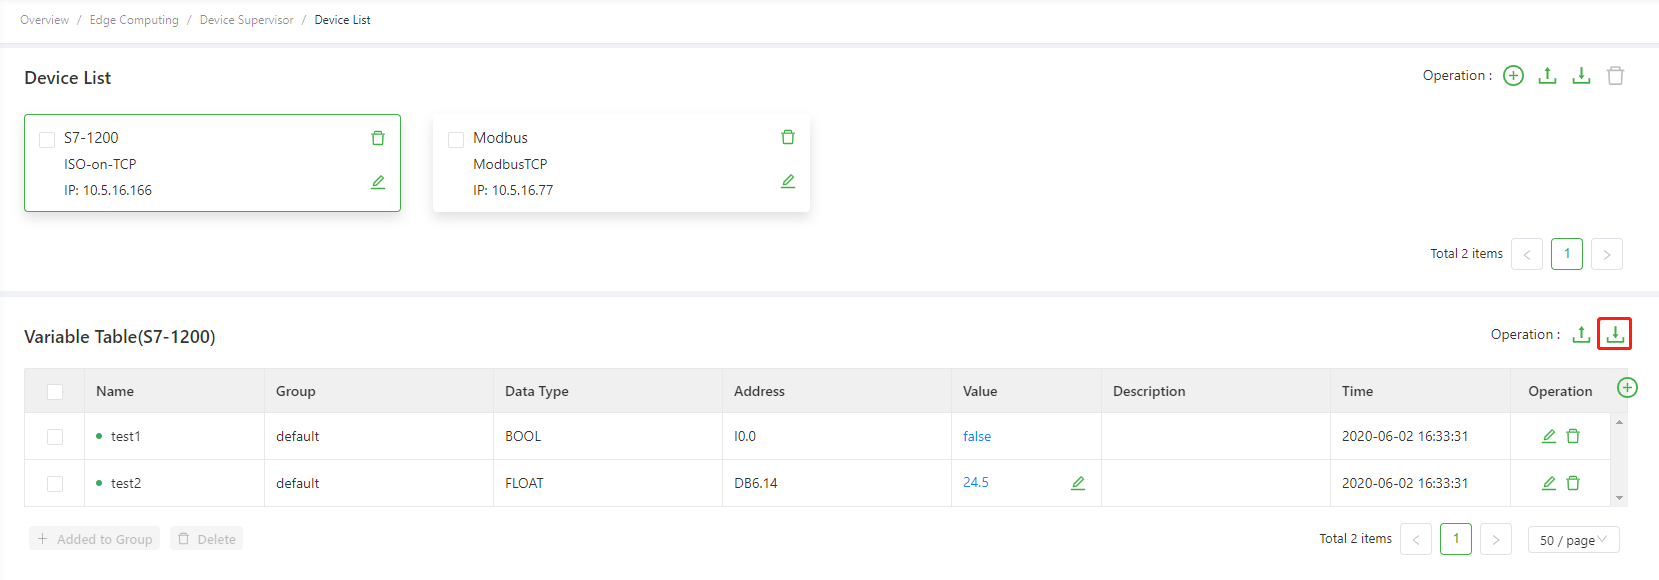 Overview / Edge Computing / Device Supervisor / Device List
Device List
Operation :
S7-1200
ISO-on-TCP
IP: 10.5.16.166
Modbus
ModbusTCP
IP: 10.5.16.77
Total 2 items < 1 >
Variable Table(S7-1200)
Operation :
Name Group Data Type Address Value Description Time Operation
test1 default BOOL I0.0 false 2020-06-02 16:33:31
test2 default FLOAT DB6.14 24.5 2020-06-02 16:33:31
+ Added to Group Delete
Total 2 items < 1 > 50 / page